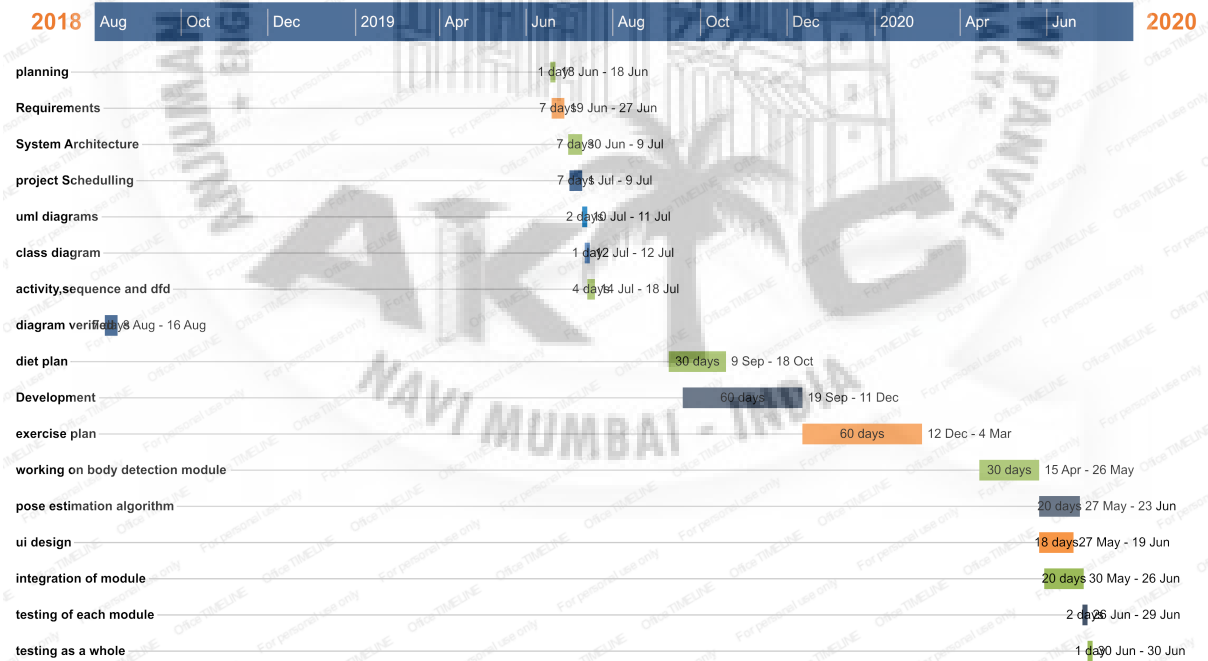 2018 Aug Oct Dec 2019 Apr Jun Aug Oct Dec 2020 Apr Jun 2020
planning 1 day 18 Jun - 18 Jun
Requirements 7 days 19 Jun - 27 Jun
System Architecture 7 days 30 Jun - 9 Jul
project Schedulling 7 days 1 Jul - 9 Jul
uml diagrams 2 days 10 Jul - 11 Jul
class diagram 1 day 12 Jul - 12 Jul
activity,sequence and dfd 4 days 14 Jul - 18 Jul
diagram verified 7 days 8 Aug - 16 Aug
diet plan 30 days 9 Sep - 18 Oct
Development 60 days 19 Sep - 11 Dec
exercise plan 60 days 12 Dec - 4 Mar
working on body detection module 30 days 15 Apr - 26 May
pose estimation algorithm 20 days 27 May - 23 Jun
ui design 18 days 27 May - 19 Jun
integration of module 20 days 30 May - 26 Jun
testing of each module 2 days 26 Jun - 29 Jun
testing as a whole 1 day 30 Jun - 30 Jun
AKTC
NAVI MUMBAI - INDIA
PANVEL
Office TIMELINE
For personal use only